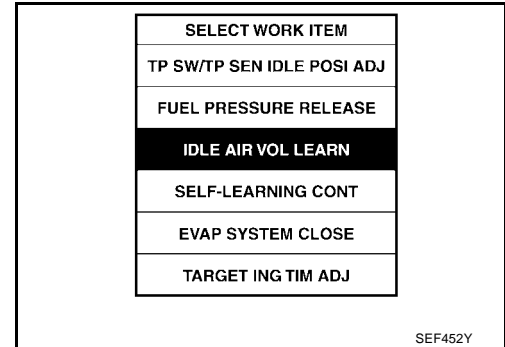 SELECT WORK ITEM
TP SW/TP SEN IDLE POSI ADJ
FUEL PRESSURE RELEASE
IDLE AIR VOL LEARN
SELF-LEARNING CONT
EVAP SYSTEM CLOSE
TARGET ING TIM ADJ
SEF452Y